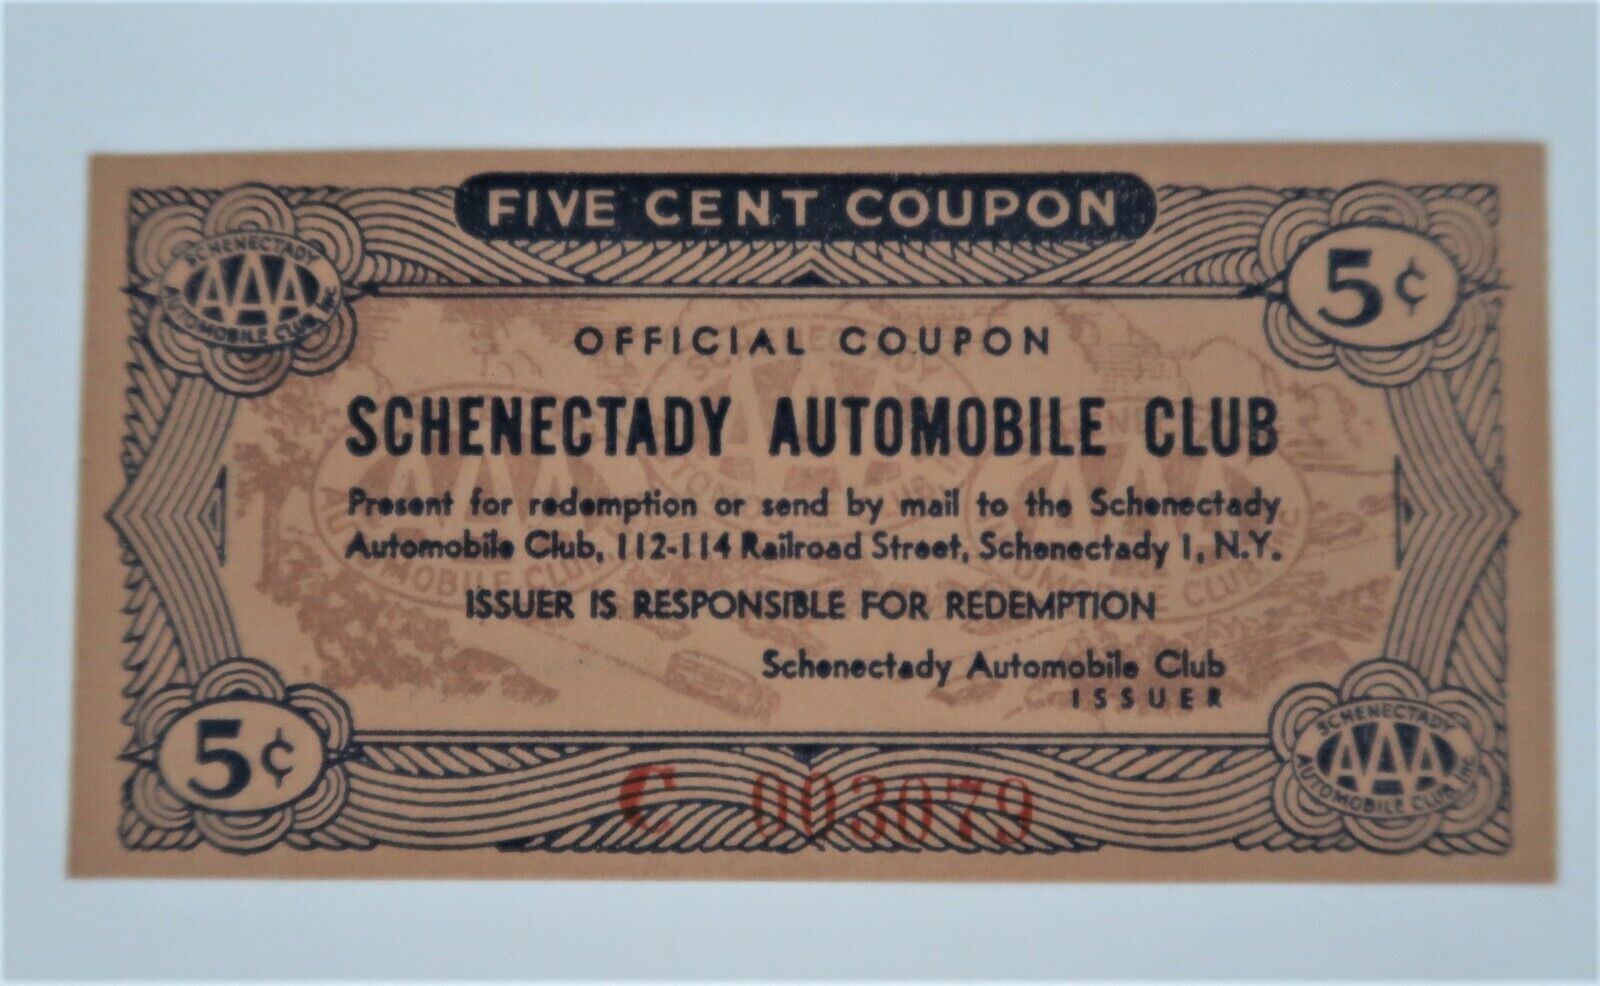 FIVE CENT COUPON
SCHENECTADY
AAA
AUTOMOBILE CLUB, INC
5¢
OFFICIAL COUPON
SCHENECTADY AUTOMOBILE CLUB
Present for redemption or send by mail to the Schenectady
Automobile Club, 112-114 Railroad Street, Schenectady 1, N.Y.
ISSUER IS RESPONSIBLE FOR REDEMPTION
Schenectady Automobile Club
ISSUER
5¢
C 003079
SCHENECTADY
AAA
AUTOMOBILE CLUB, INC